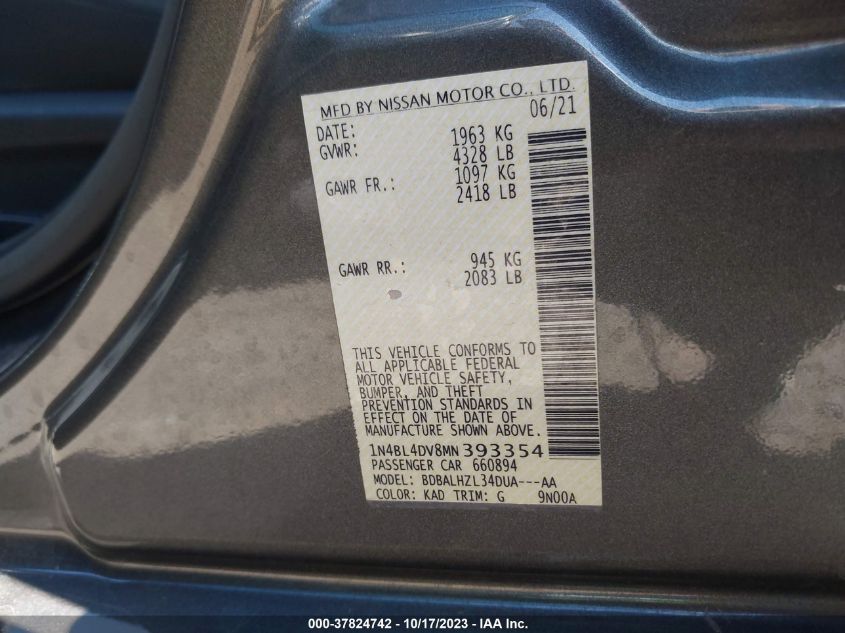 MFD BY NISSAN MOTOR CO., LTD.
DATE: 06/21
GVWR: 1963 KG
4328 LB
GAWR FR.: 1097 KG
2418 LB
GAWR RR.: 945 KG
2083 LB
THIS VEHICLE CONFORMS TO
ALL APPLICABLE FEDERAL
MOTOR VEHICLE SAFETY,
BUMPER, AND THEFT
PREVENTION STANDARDS IN
EFFECT ON THE DATE OF
MANUFACTURE SHOWN ABOVE.
1N4BL4DV8MN393354
PASSENGER CAR 660894
MODEL: BDBALHZL34DUA---AA
COLOR: KAD TRIM: G 9N00A
000-37824742 - 10/17/2023 - IAA Inc.